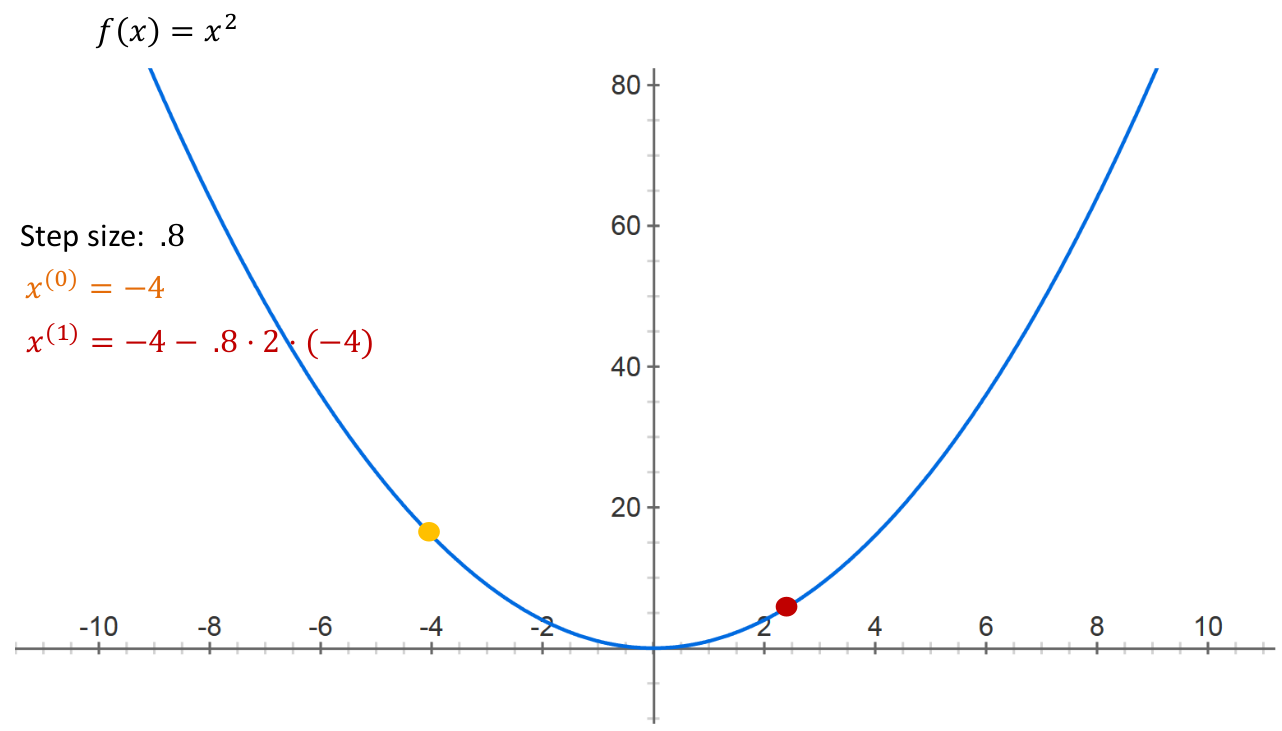 f(x) = x²
80
60
Step size: .8
x⁽⁰⁾ = −4
x⁽¹⁾ = −4 − .8 · 2 · (−4)
40
20
-10 -8 -6 -4 -2 2 4 6 8 10